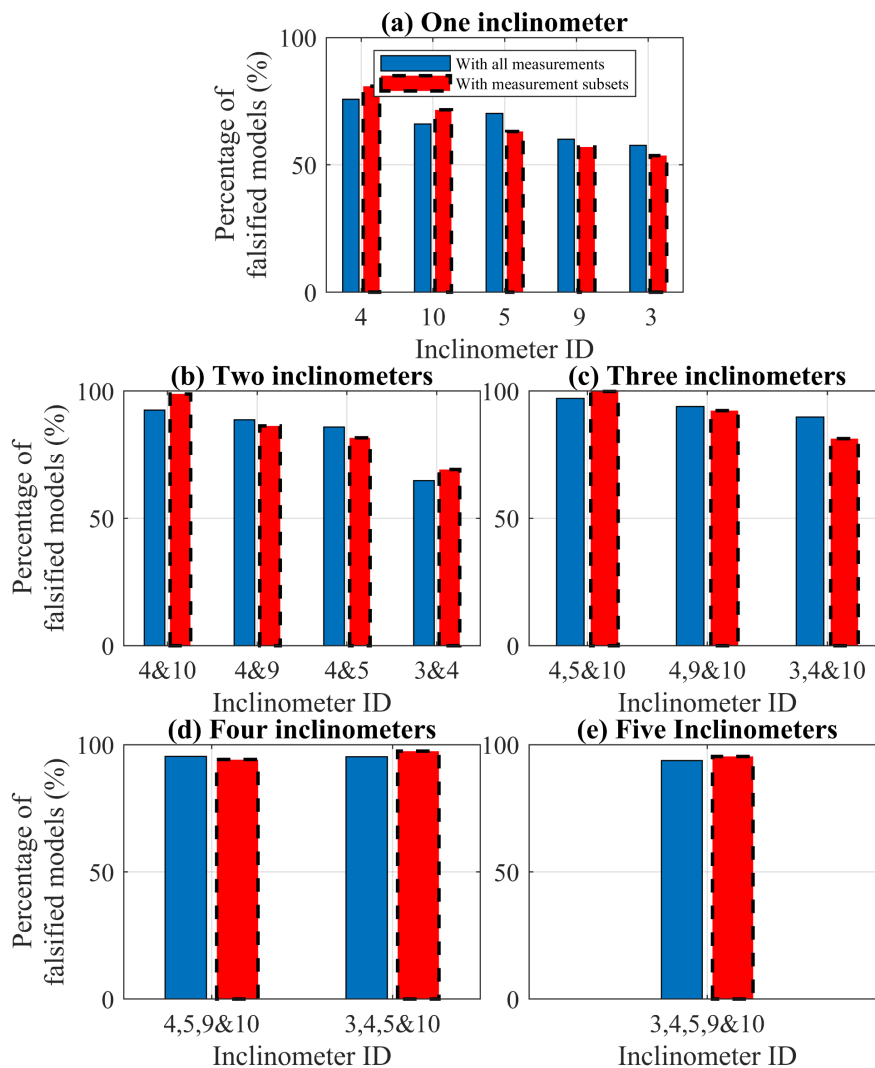 (a) One inclinometer
With all measurements
With measurement subsets
100
50
0
Percentage of
falsified models (%)
4 10 5 9 3
Inclinometer ID
(b) Two inclinometers
100
50
0
Percentage of
falsified models (%)
4&10 4&9 4&5 3&4
Inclinometer ID
(c) Three inclinometers
100
50
0
4,5&10 4,9&10 3,4&10
Inclinometer ID
(d) Four inclinometers
100
50
0
Percentage of
falsified models (%)
4,5,9&10 3,4,5&10
Inclinometer ID
(e) Five Inclinometers
100
50
0
3,4,5,9&10
Inclinometer ID